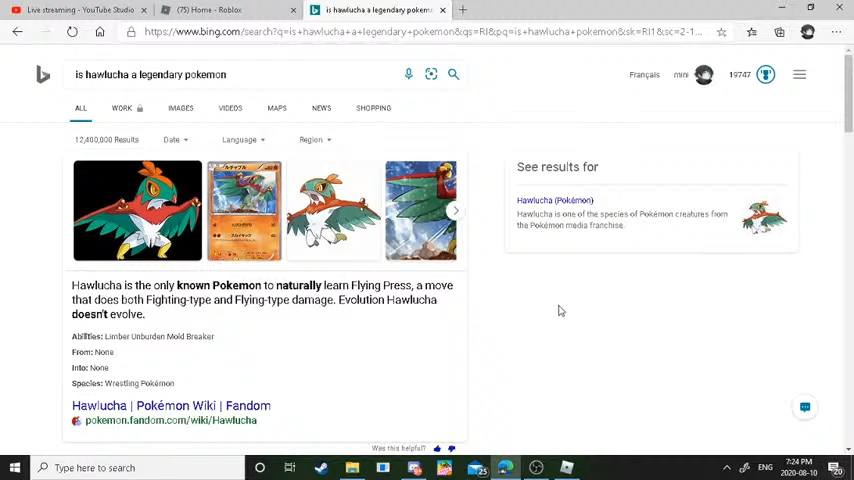 Live streaming - YouTube Studio
(75) Home - Roblox
is hawlucha a legendary pokemon
https://www.bing.com/search?q=is+hawlucha+a+legendary+pokemon&qs=RI&pq=is+hawlucha+pokemon&sk=RI1&sc=2-1
is hawlucha a legendary pokemon
Français
mini
19747
ALL
WORK
IMAGES
VIDEOS
MAPS
NEWS
SHOPPING
12,400,000 Results
Date
Language
Region
See results for
Hawlucha (Pokémon)
Hawlucha is one of the species of Pokémon creatures from
the Pokémon media franchise.
Hawlucha is the only known Pokemon to naturally learn Flying Press, a move
that does both Fighting-type and Flying-type damage. Evolution Hawlucha
doesn't evolve.
Abilities: Limber Unburden Mold Breaker
From: None
Into: None
Species: Wrestling Pokémon
Hawlucha | Pokémon Wiki | Fandom
pokemon.fandom.com/wiki/Hawlucha
Was this helpful?
Type here to search
25
ENG
7:24 PM
2020-08-10
20